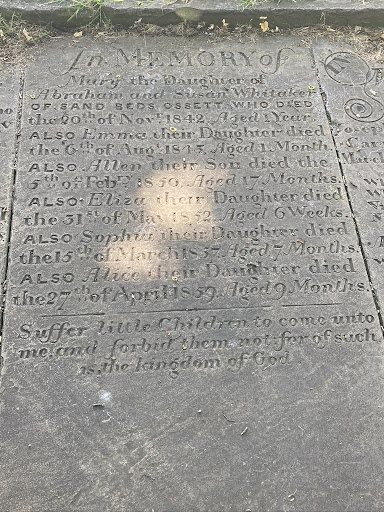 In Memory of
Mary the Daughter of
Abraham and Susan Whitaker
OF SAND BEDS, OSSETT, WHO DIED
the 20th of Novr. 1842, Aged 1 Year.
ALSO Emma their Daughter died
the 6th of Augt 1845, Aged 1 Month.
ALSO Allen their Son died the
5th of Febry 1850, Aged 17 Months.
ALSO Eliza their Daughter died
the 31st of May 1852, Aged 6 Weeks.
ALSO Sophia their Daughter died
the 15th of March 1857, Aged 7 Months.
ALSO Alice their Daughter died
the 27th of April 1859, Aged 9 Months.
Suffer little Children to come unto
me, and forbid them not: for of such
is the kingdom of God